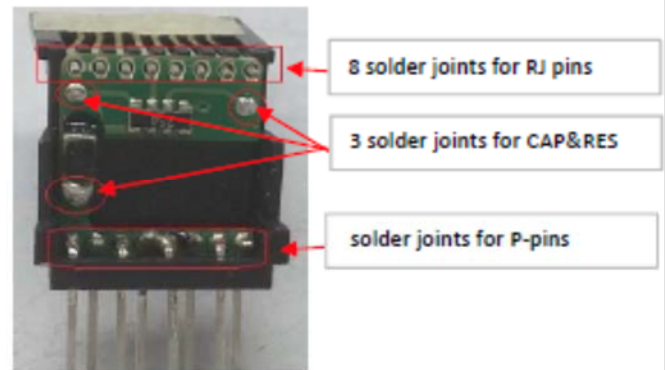 8 solder joints for RJ pins
3 solder joints for CAP&RES
solder joints for P-pins